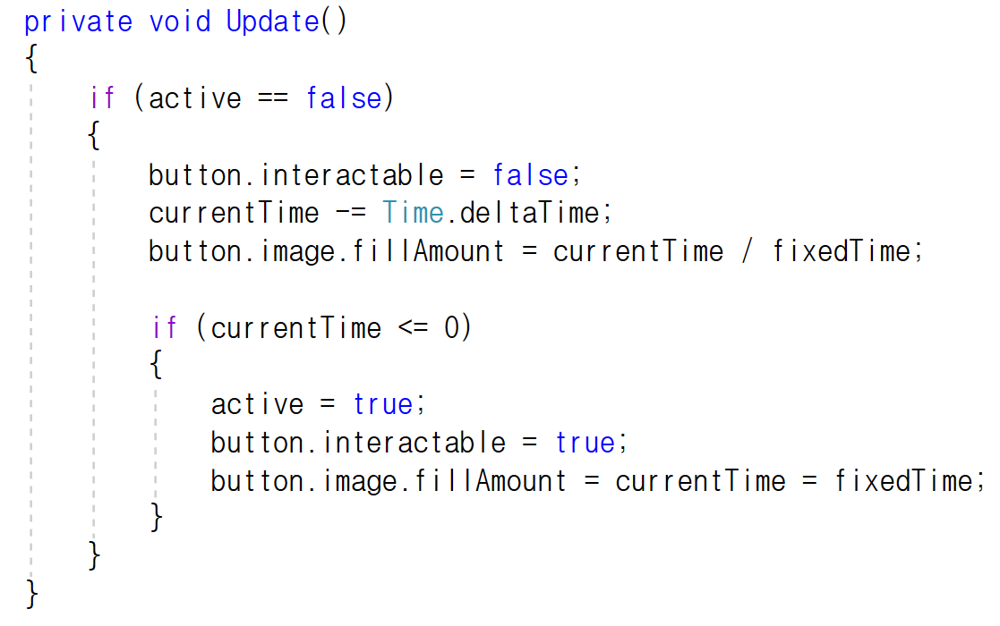 private void Update()
{
    if (active == false)
    {
        button.interactable = false;
        currentTime -= Time.deltaTime;
        button.image.fillAmount = currentTime / fixedTime;

        if (currentTime <= 0)
        {
            active = true;
            button.interactable = true;
            button.image.fillAmount = currentTime = fixedTime;
        }
    }
}